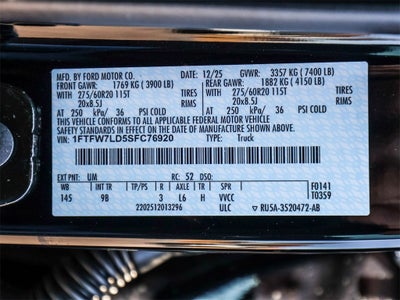 MFD. BY FORD MOTOR CO. DATE: 12/25 GVWR: 3357 KG (7400 LB)
FRONT GAWR: 1769 KG ( 3900 LB) REAR GAWR: 1882 KG ( 4150 LB)
WITH 275/60R20 115T WITH 275/60R20 115T
20x8.5J TIRES RIMS 20x8.5J
AT 250 kPa/ 36 PSI COLD AT 250 kPa/ 36 PSI COLD
THIS VEHICLE CONFORMS TO ALL APPLICABLE FEDERAL MOTOR VEHICLE
SAFETY STANDARDS IN EFFECT ON THE DATE OF MANUFACTURE SHOWN ABOVE.
VIN: 1FTFW7LD5SFC76920 TYPE: Truck
EXT PNT: UM RC: 52 DSO:
WB INT TR TP/PS R AXLE TR SPR F0141
145 9B 3 L6 H VVCC T0359
2202512013296 ULC RU5A-3520472-AB